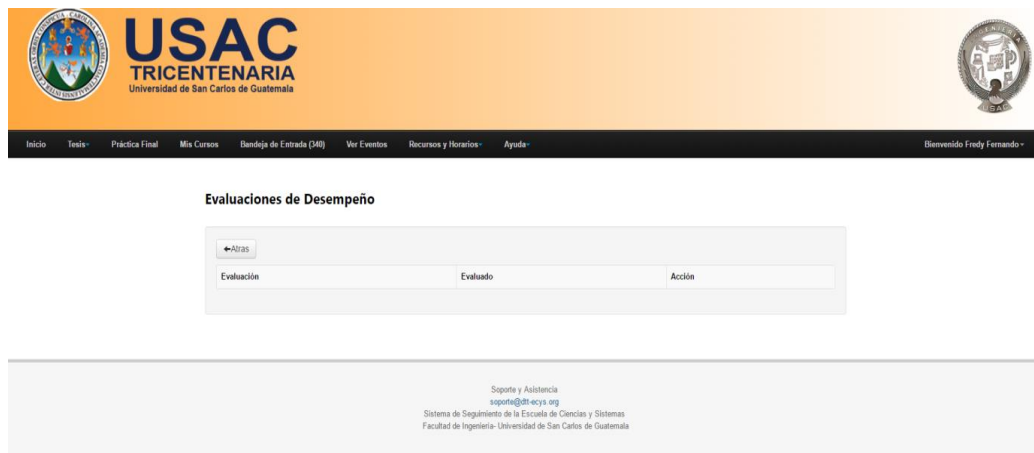 USAC
TRICENTENARIA
Universidad de San Carlos de Guatemala
Inicio Tesis Práctica Final Mis Cursos Bandeja de Entrada (340) Ver Eventos Recursos y Horarios Ayuda Bienvenido Fredy Fernando
Evaluaciones de Desempeño
Atras
Evaluación Evaluado Acción
Soporte y Asistencia
soporte@dtt-ecys.org
Sistema de Seguimiento de la Escuela de Ciencias y Sistemas
Facultad de Ingenieria- Universidad de San Carlos de Guatemala